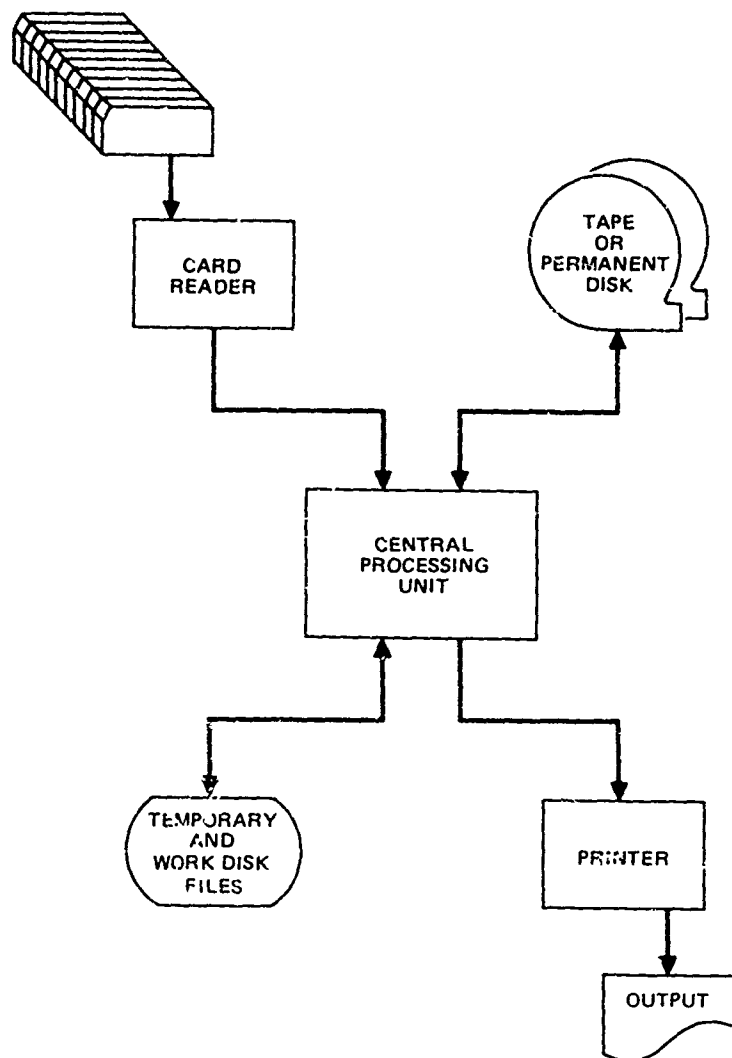 CARD
READER
TAPE
OR
PERMANENT
DISK
CENTRAL
PROCESSING
UNIT
TEMPORARY
AND
WORK DISK
FILES
PRINTER
OUTPUT